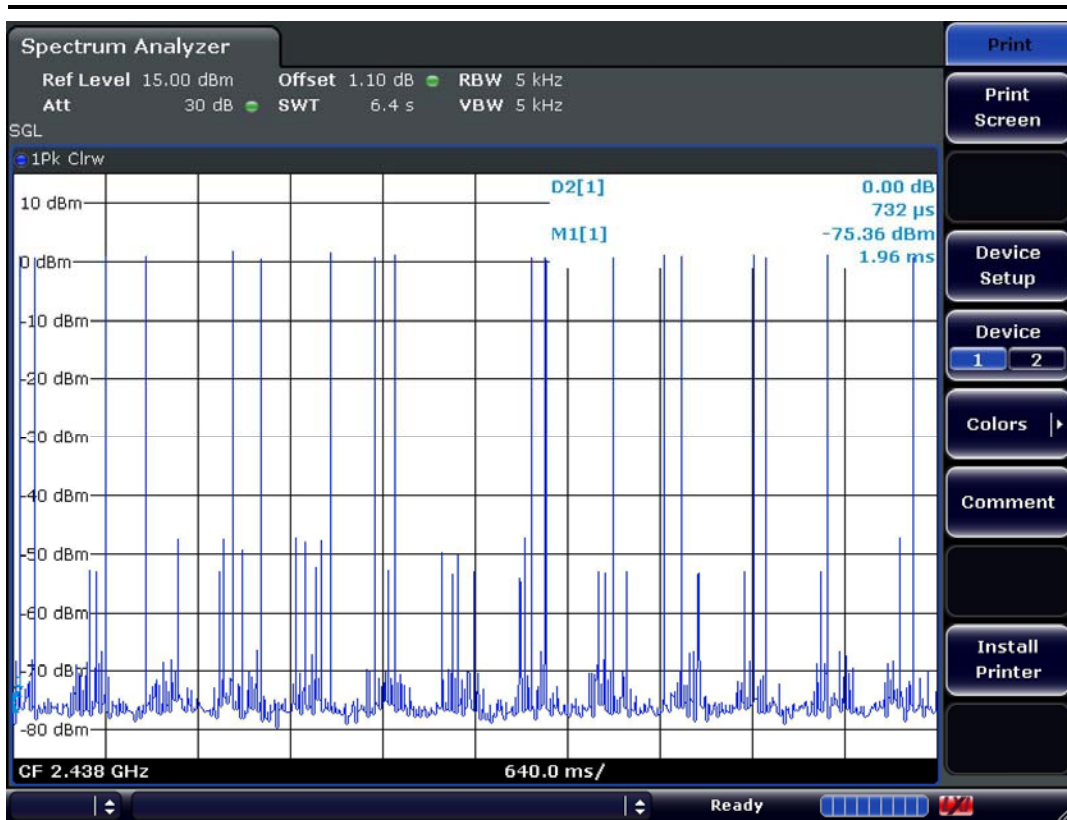 Spectrum Analyzer
Ref Level 15.00 dBm Offset 1.10 dB RBW 5 kHz
Att 30 dB SWT 6.4 s VBW 5 kHz
SGL
1Pk Clrw
D2[1] 0.00 dB
732 µs
M1[1] -75.36 dBm
1.96 ms
10 dBm
0 dBm
-10 dBm
-20 dBm
-30 dBm
-40 dBm
-50 dBm
-60 dBm
-70 dBm
-80 dBm
CF 2.438 GHz 640.0 ms/
Ready
Print
Print
Screen
Device
Setup
Device
1 2
Colors
Comment
Install
Printer